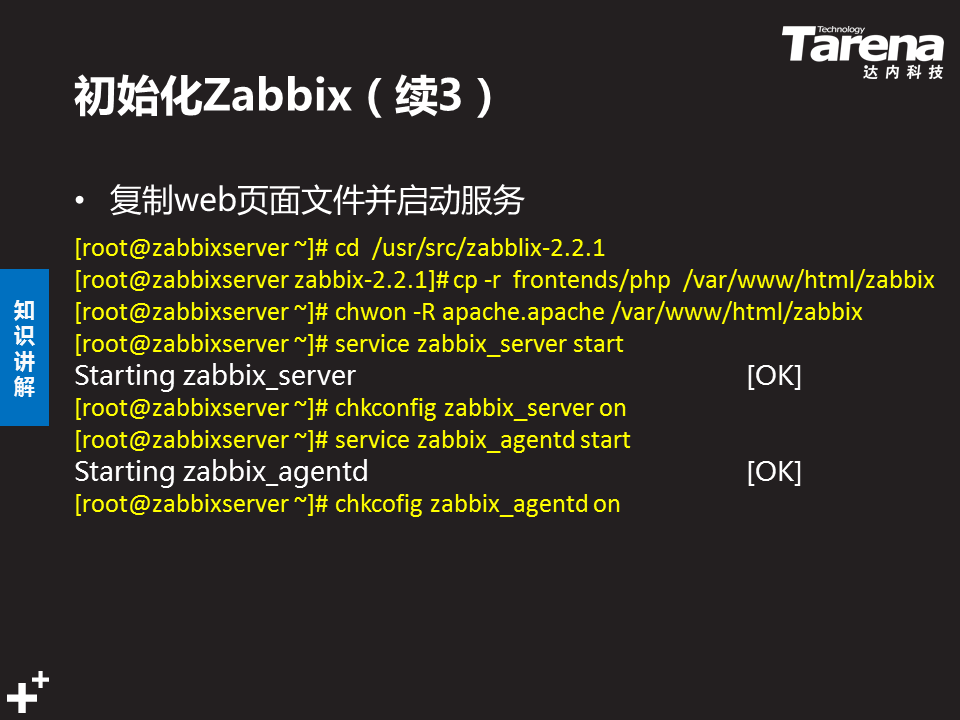 Technology
Tarena
达内科技
初始化Zabbix（续3）
• 复制web页面文件并启动服务
[root@zabbixserver ~]# cd  /usr/src/zabblix-2.2.1
[root@zabbixserver zabbix-2.2.1]# cp -r  frontends/php  /var/www/html/zabbix
[root@zabbixserver ~]# chwon -R apache.apache /var/www/html/zabbix
[root@zabbixserver ~]# service zabbix_server start
Starting zabbix_server [OK]
[root@zabbixserver ~]# chkconfig zabbix_server on
[root@zabbixserver ~]# service zabbix_agentd start
Starting zabbix_agentd [OK]
[root@zabbixserver ~]# chkcofig zabbix_agentd on
知
识
讲
解